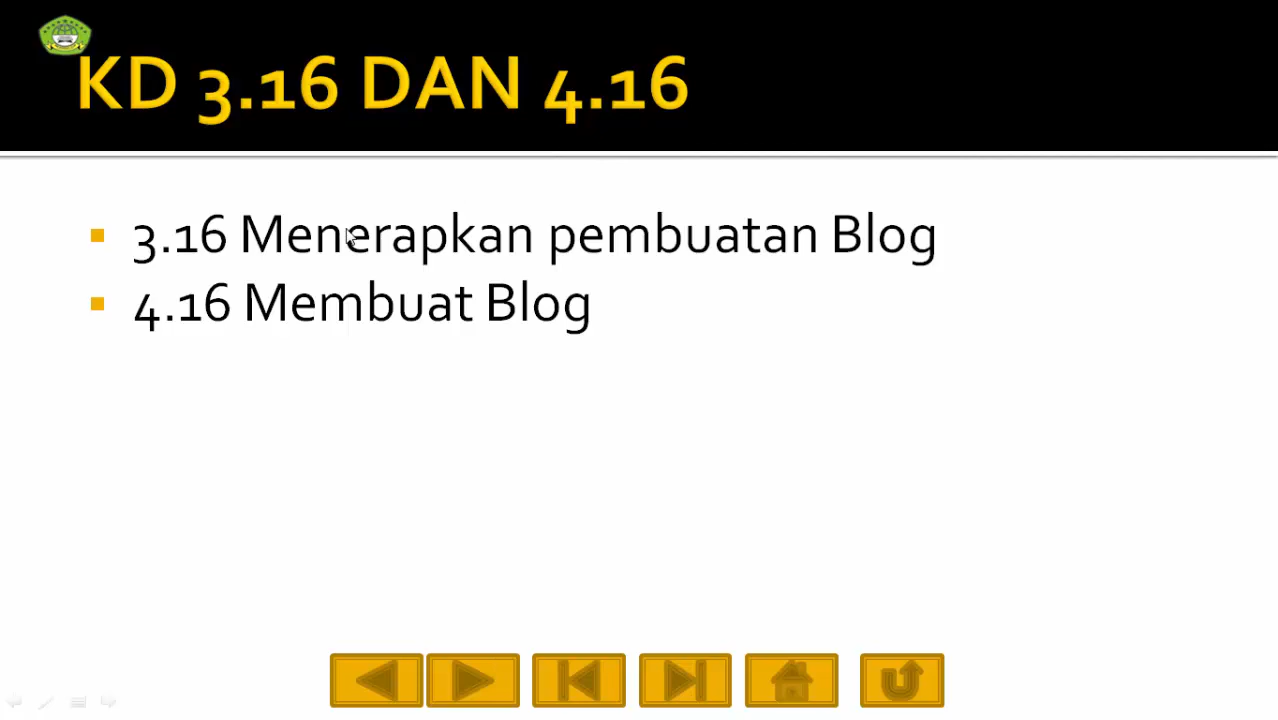 KD 3.16 DAN 4.16
3.16 Menerapkan pembuatan Blog
4.16 Membuat Blog